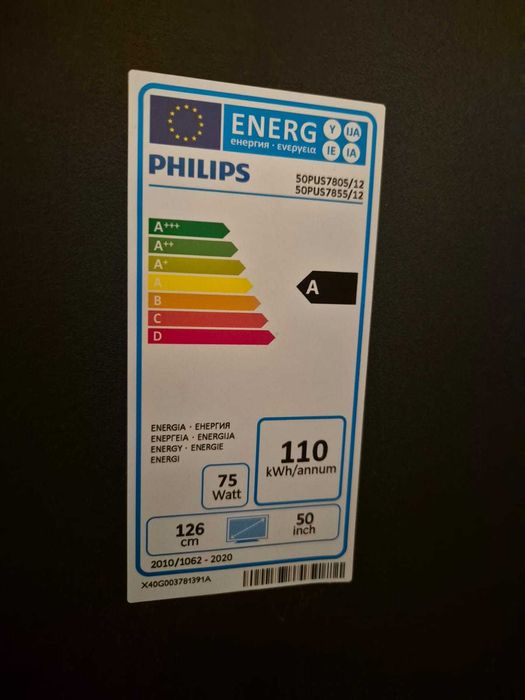 ENERG Y IJA
енергия · ενεργεια IE IA
PHILIPS
50PUS7805/12
50PUS7855/12
A+++
A++
A+
A
A
B
C
D
ENERGIA · ЕНЕРГИЯ
ΕΝΕΡΓΕΙΑ · ENERGIJA
ENERGY · ENERGIE
ENERGI
110
kWh/annum
75
Watt
126
cm
50
inch
2010/1062 - 2020
X40G003781391A